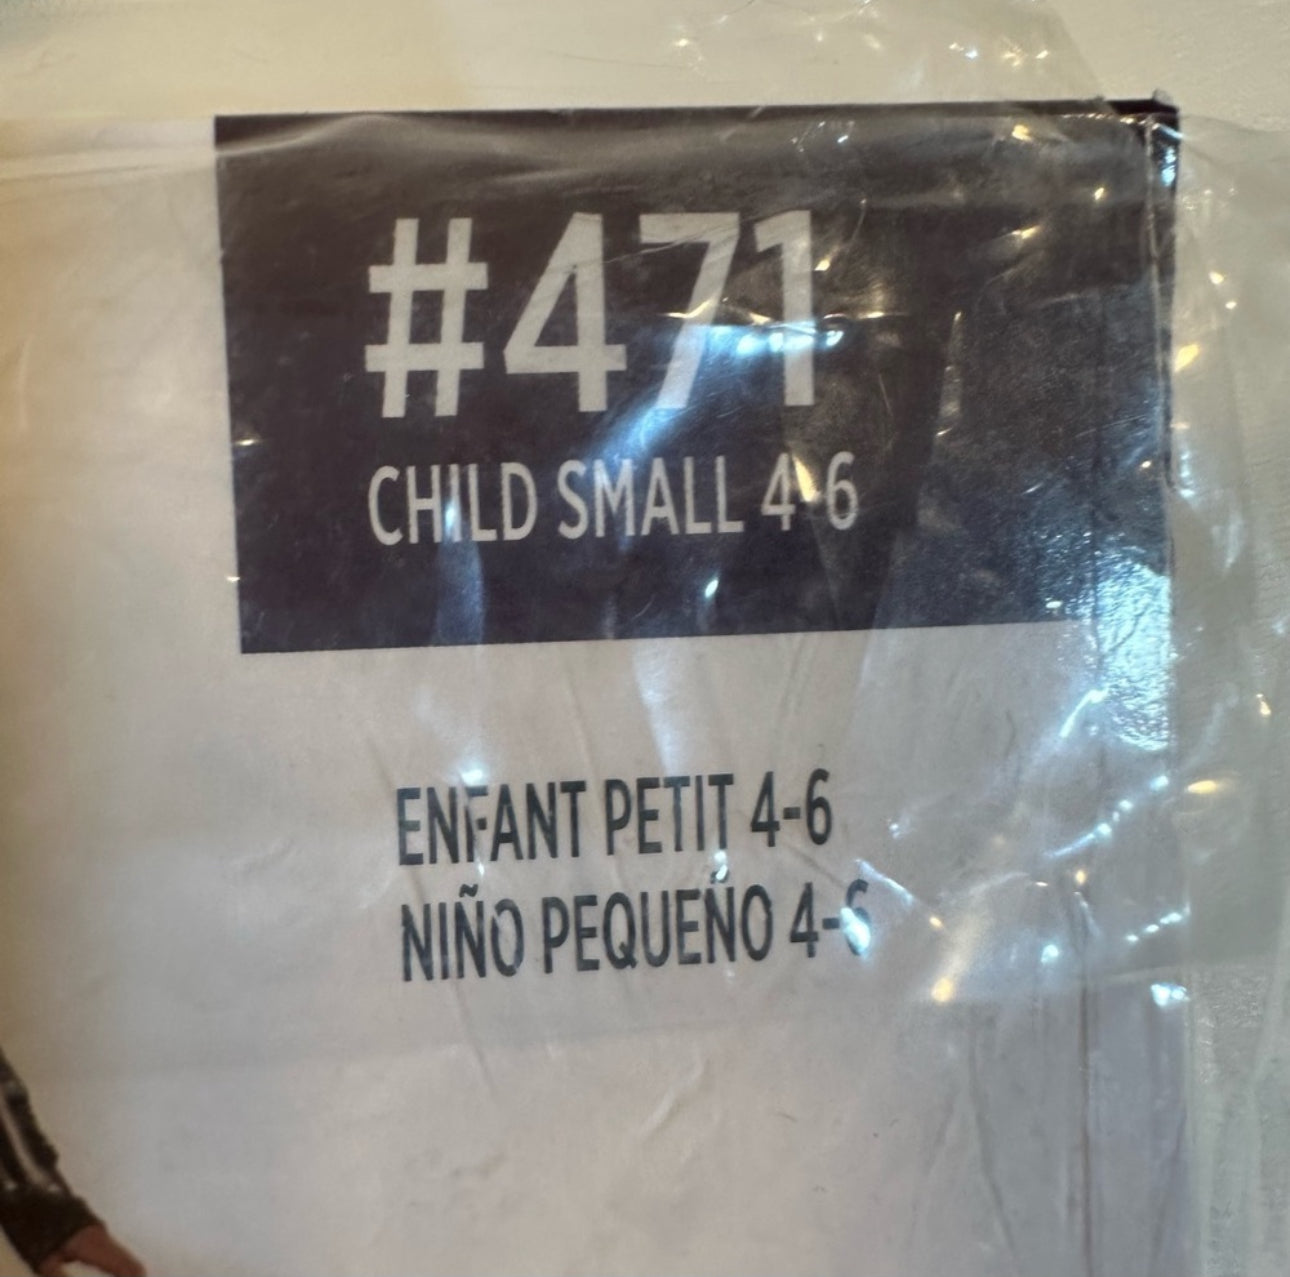 #471
CHILD SMALL 4-6
ENFANT PETIT 4-6
NIÑO PEQUEÑO 4-6